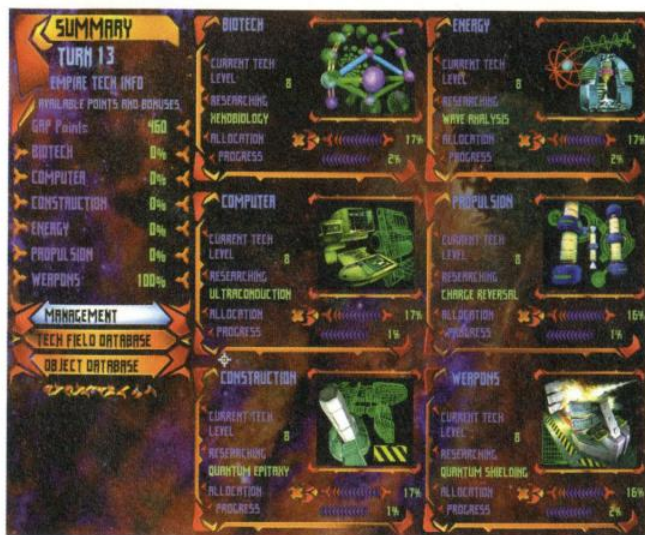 SUMMARY
TURN 13
EMPIRE TECH INFO
AVAILABLE POINTS AND BONUSES
GAP Points 460
BIOTECH 0%
COMPUTER 0%
CONSTRUCTION 0%
ENERGY 0%
PROPULSION 0%
WEAPONS 100%
MANAGEMENT
TECH FIELD DATABASE
OBJECT DATABASE
BIOTECH
CURRENT TECH
LEVEL 8
RESEARCHING
XENOBIOLOGY
ALLOCATION 17%
PROGRESS 2%
ENERGY
CURRENT TECH
LEVEL 8
RESEARCHING
WAVE ANALYSIS
ALLOCATION 17%
PROGRESS 2%
COMPUTER
CURRENT TECH
LEVEL 8
RESEARCHING
ULTRACONDUCTION
ALLOCATION 17%
PROGRESS 1%
PROPULSION
CURRENT TECH
LEVEL 8
RESEARCHING
CHARGE REVERSAL
ALLOCATION 16%
PROGRESS 1%
CONSTRUCTION
CURRENT TECH
LEVEL 8
RESEARCHING
QUANTUM EPITAXY
ALLOCATION 17%
PROGRESS 1%
WEAPONS
CURRENT TECH
LEVEL 8
RESEARCHING
QUANTUM SHIELDING
ALLOCATION 16%
PROGRESS 2%